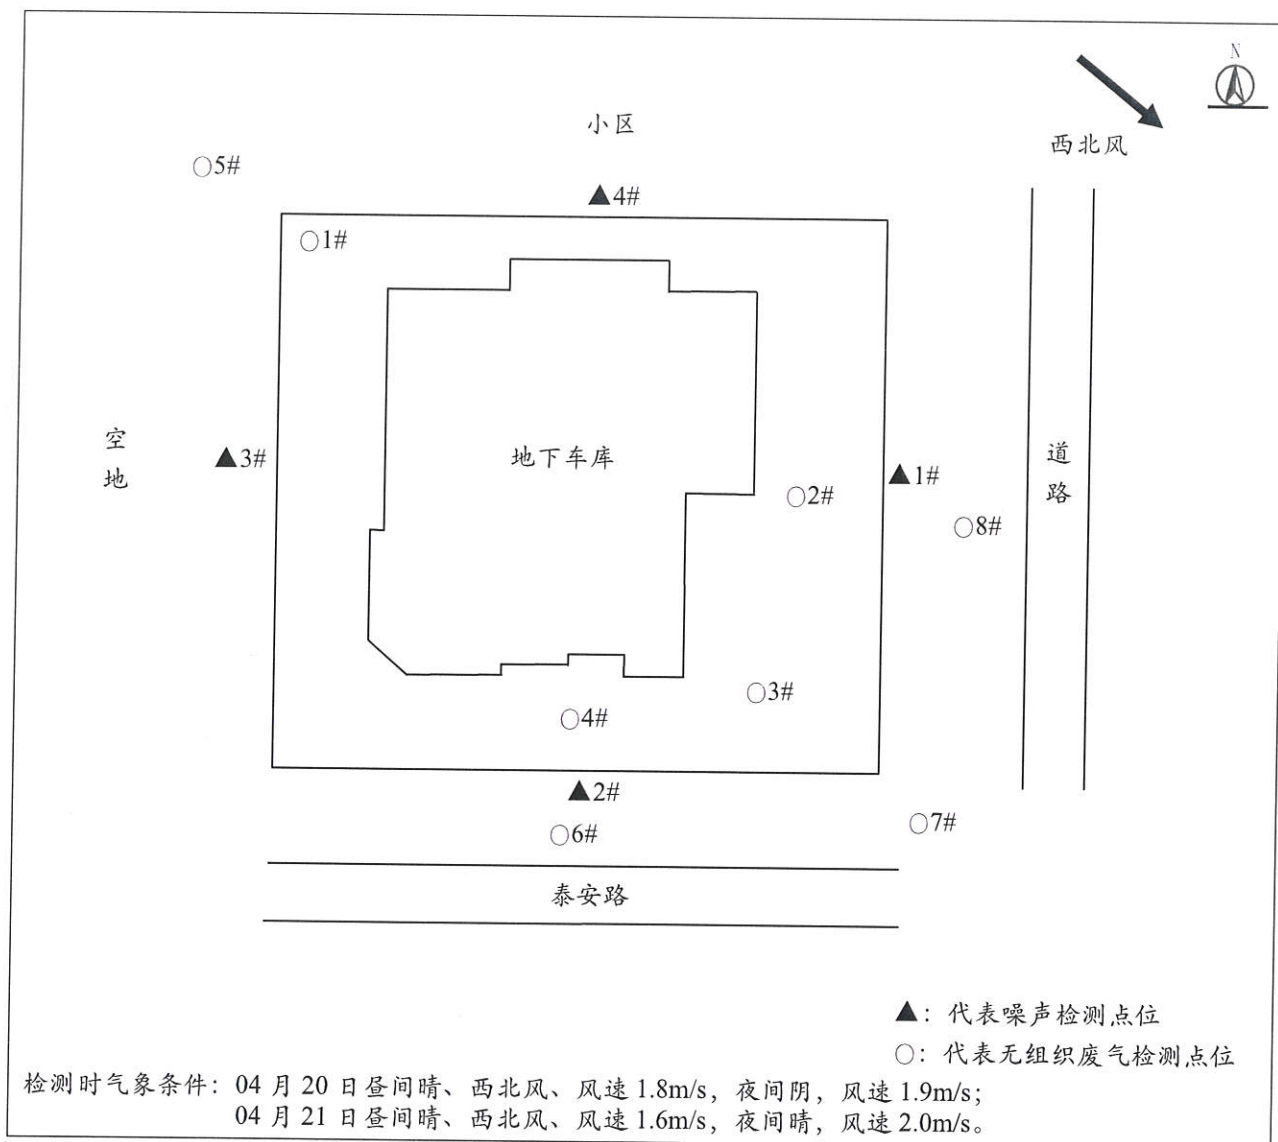 N
小区
西北风
○5#
▲4#
○1#
空地
▲3#
地下车库
○2#
▲1#
○8#
道路
○3#
○4#
▲2#
○6#
○7#
泰安路
▲：代表噪声检测点位
○：代表无组织废气检测点位
检测时气象条件：04 月 20 日昼间晴、西北风、风速 1.8m/s，夜间阴，风速 1.9m/s；
04 月 21 日昼间晴、西北风、风速 1.6m/s，夜间晴，风速 2.0m/s。